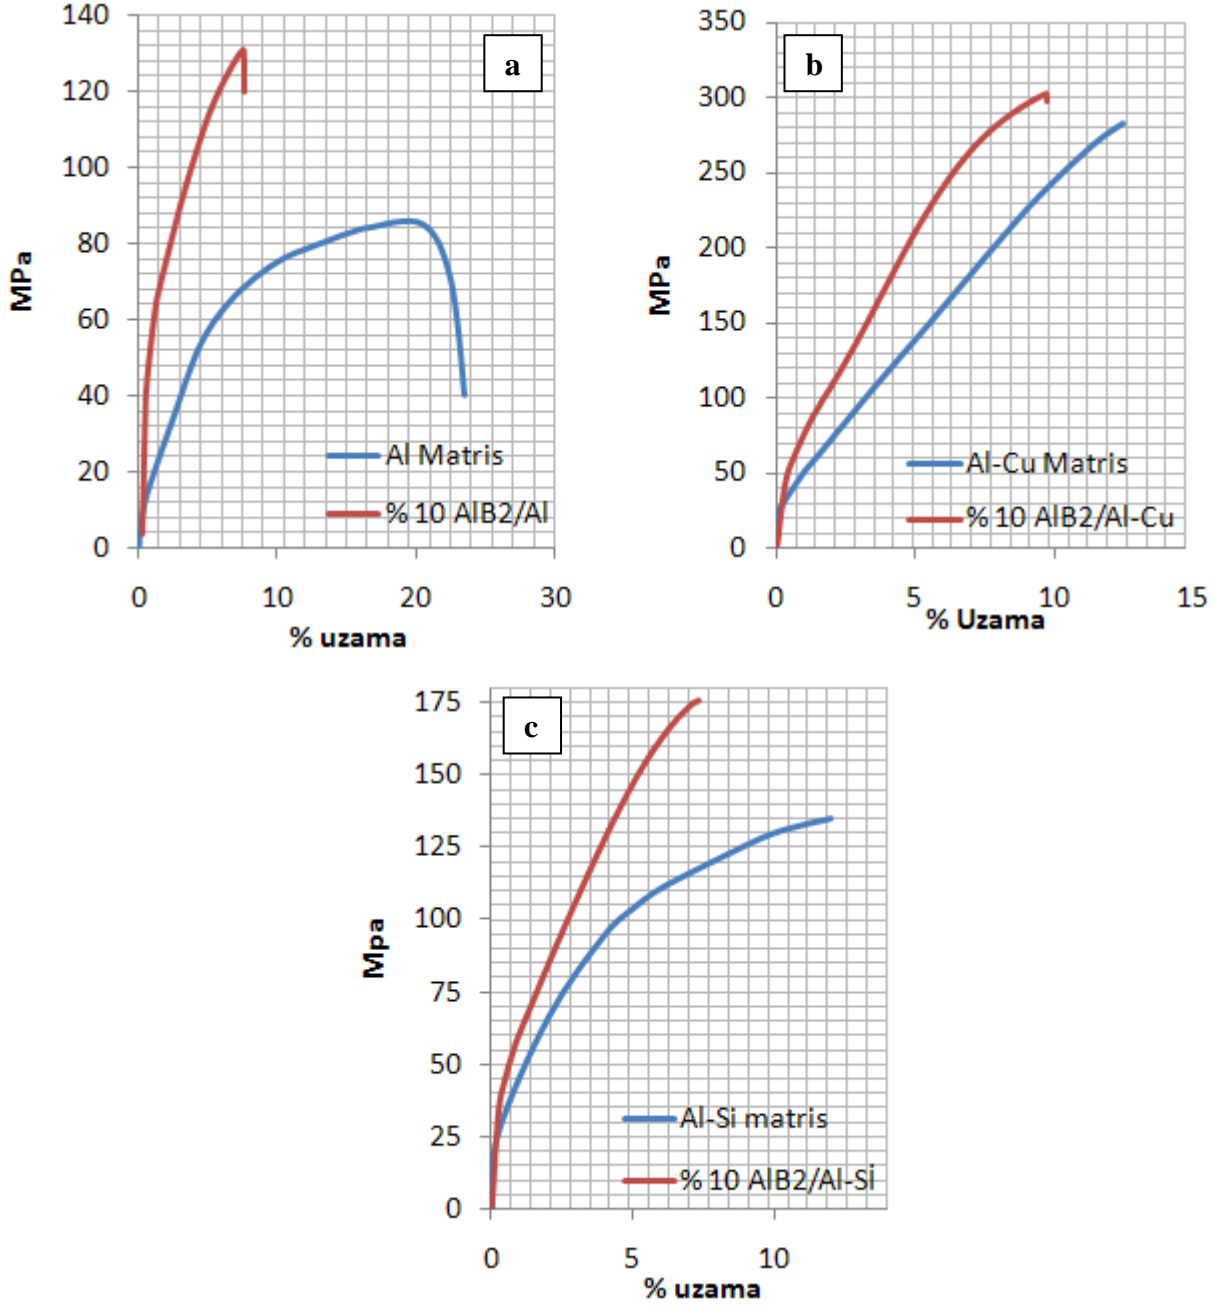 a
140
120
100
80
60
40
20
0
MPa
Al Matris
% 10 AlB2/Al
0 10 20 30
% uzama
b
350
300
250
200
150
100
50
0
MPa
Al-Cu Matris
% 10 AlB2/Al-Cu
0 5 10 15
% Uzama
c
175
150
125
100
75
50
25
0
Mpa
Al-Si matris
% 10 AlB2/Al-Sİ
0 5 10
% uzama